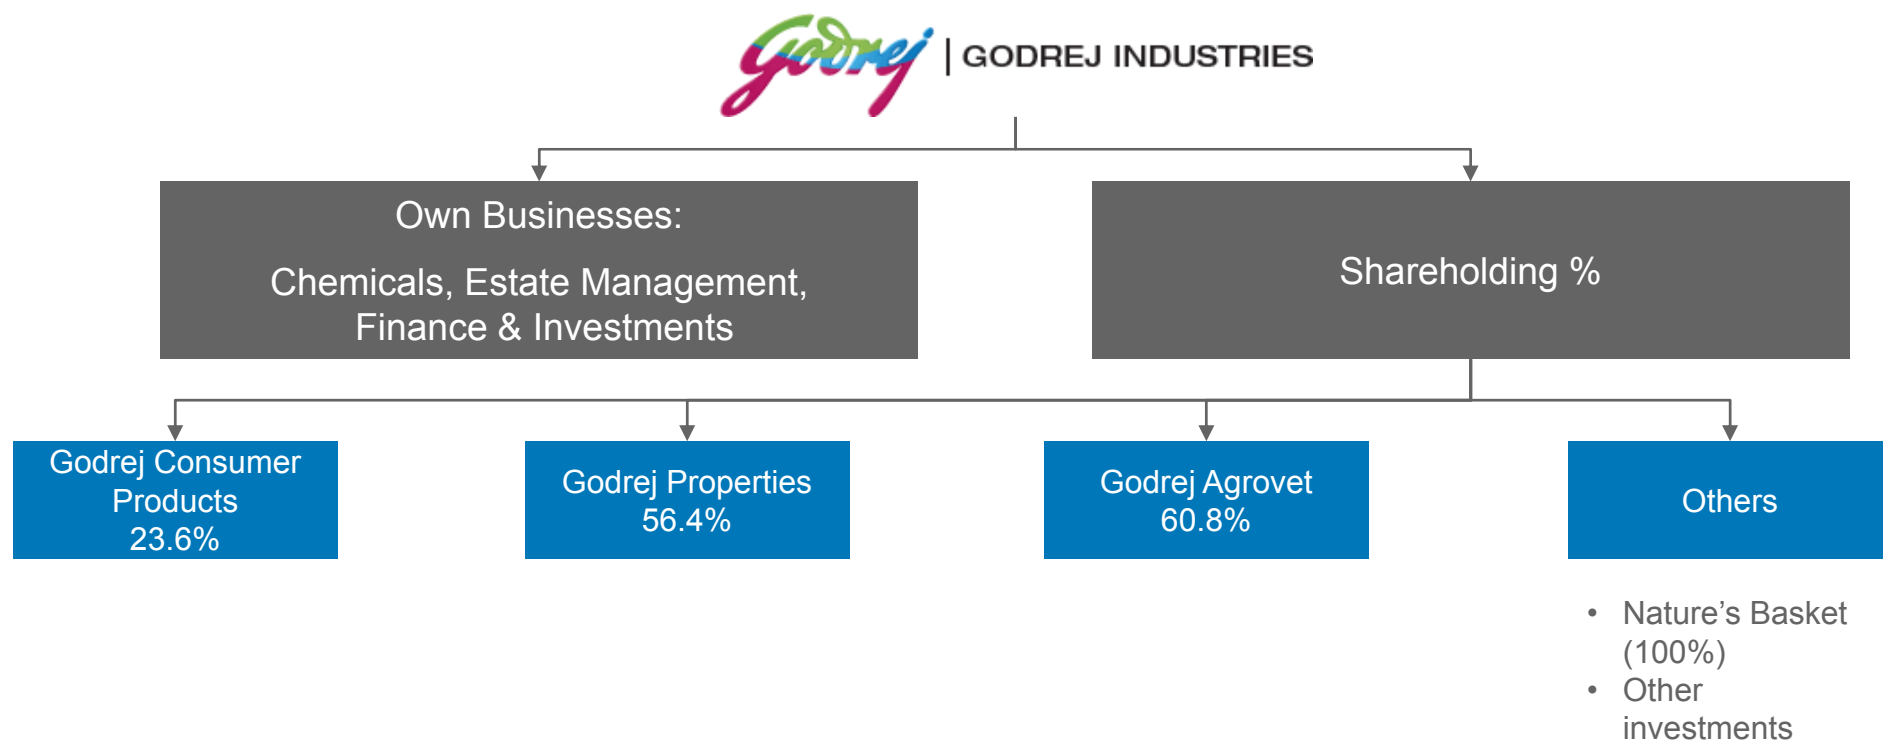 Godrej | GODREJ INDUSTRIES
Own Businesses:
Chemicals, Estate Management,
Finance & Investments
Shareholding %
Godrej Consumer
Products
23.6%
Godrej Properties
56.4%
Godrej Agrovet
60.8%
Others
• Nature’s Basket
(100%)
• Other
investments